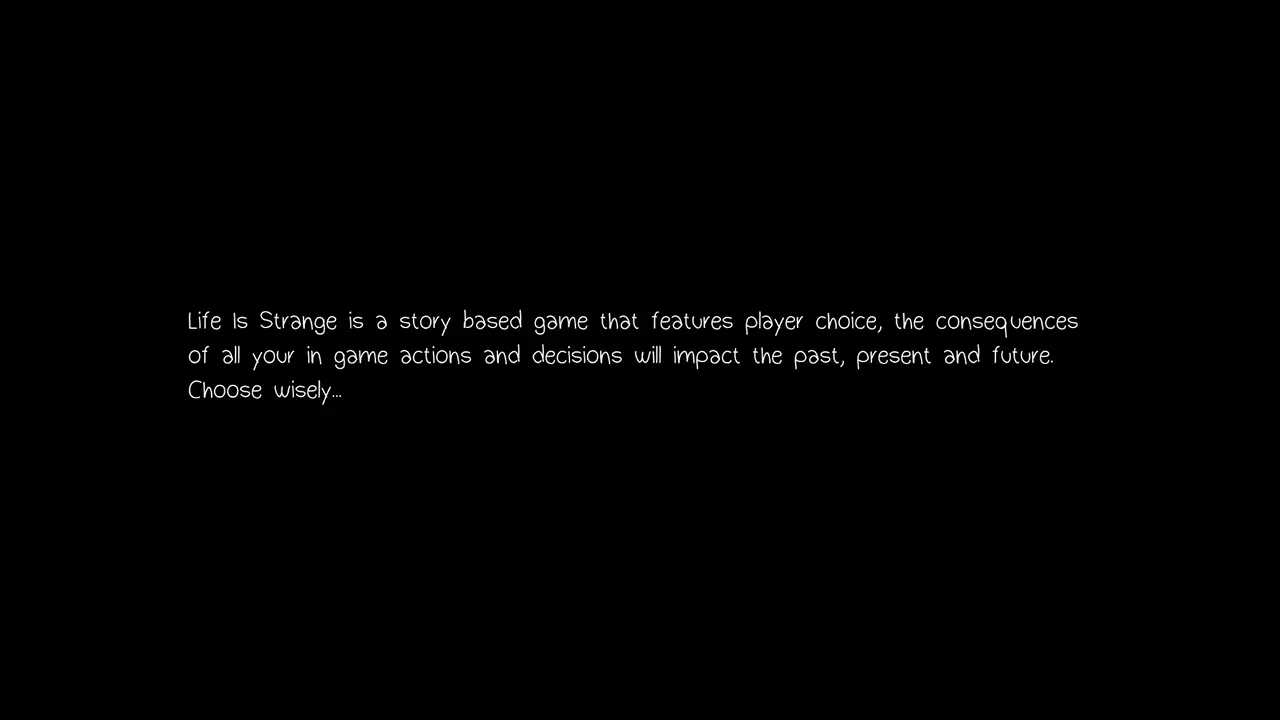 Life Is Strange is a story based game that features player choice, the consequences
of all your in game actions and decisions will impact the past, present and future.
Choose wisely...